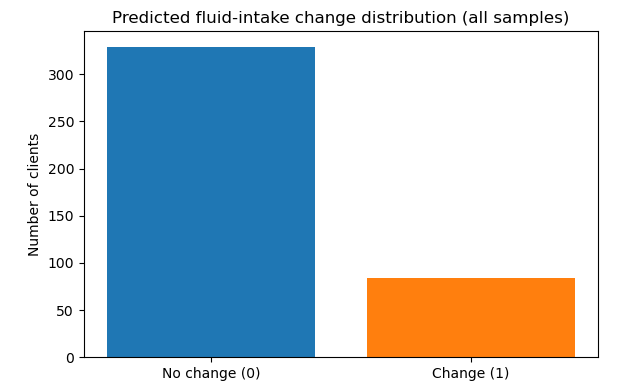 Predicted fluid-intake change distribution (all samples)
Number of clients
300
250
200
150
100
50
0
No change (0)
Change (1)